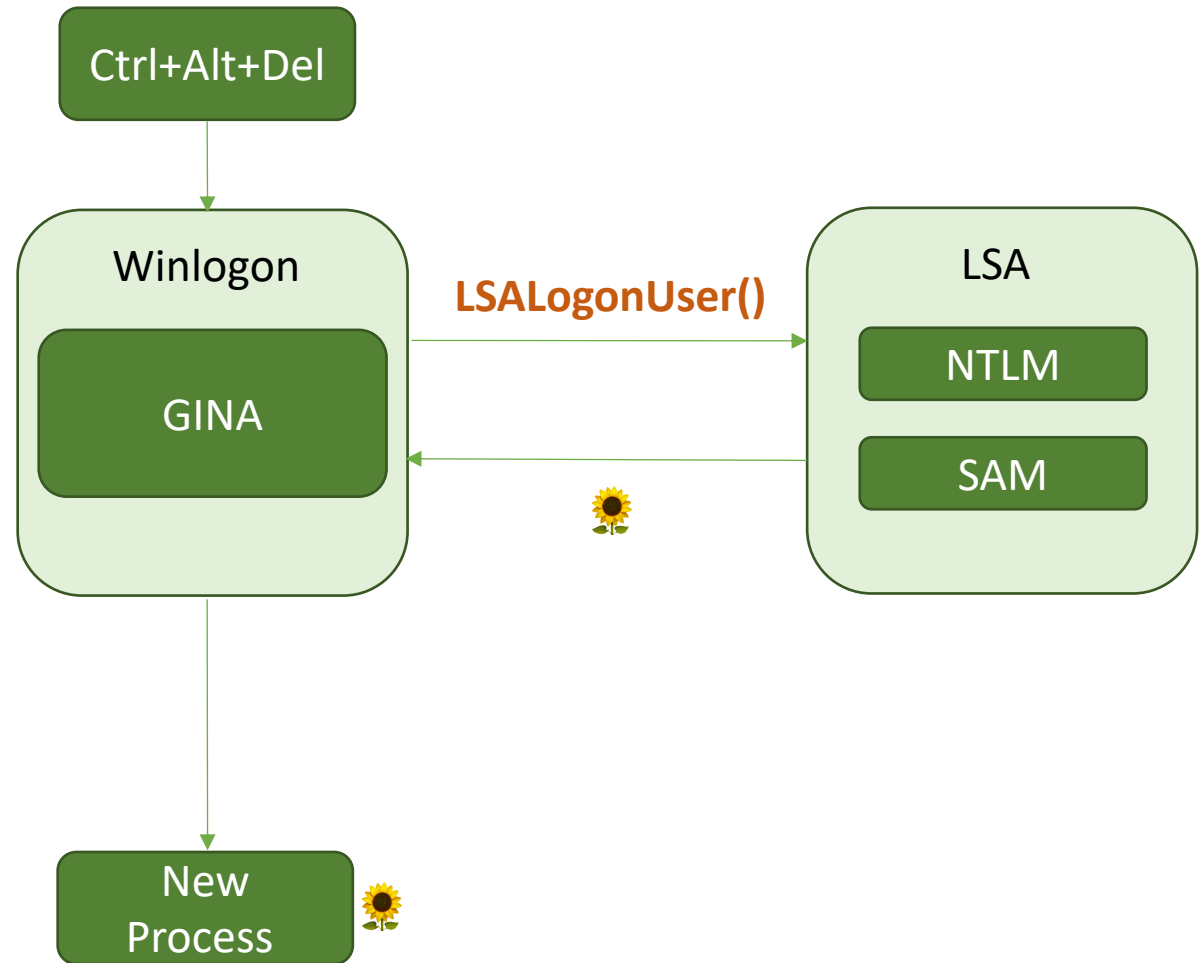 Ctrl+Alt+Del
Winlogon
GINA
LSALogonUser()
LSA
NTLM
SAM
New
Process